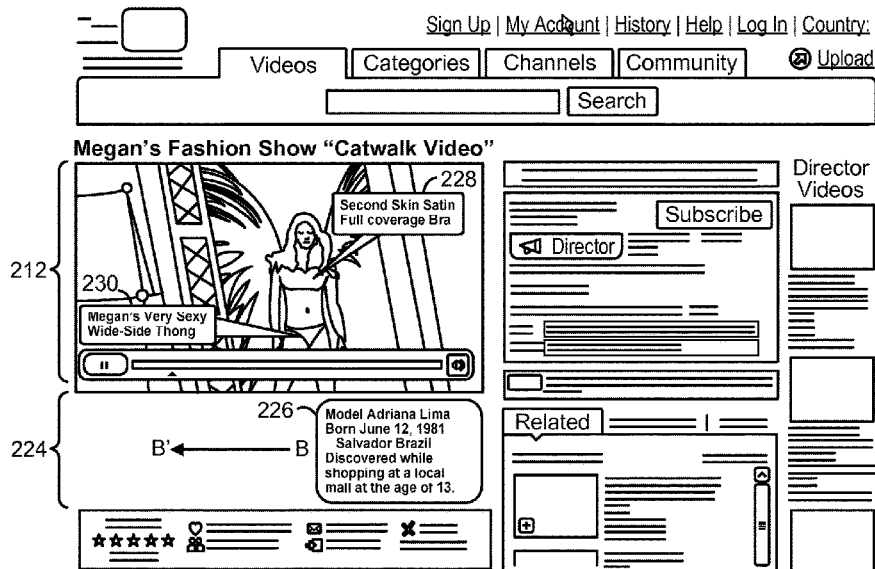 Sign Up | My Account | History | Help | Log In | Country:
Videos
Categories
Channels
Community
Upload
Search
Megan's Fashion Show "Catwalk Video"
228
Second Skin Satin
Full coverage Bra
212
230
Megan's Very Sexy
Wide-Side Thong
224
226
B'
B
Model Adriana Lima
Born June 12, 1981
Salvador Brazil
Discovered while
shopping at a local
mall at the age of 13.
Subscribe
Director
Related
Director
Videos